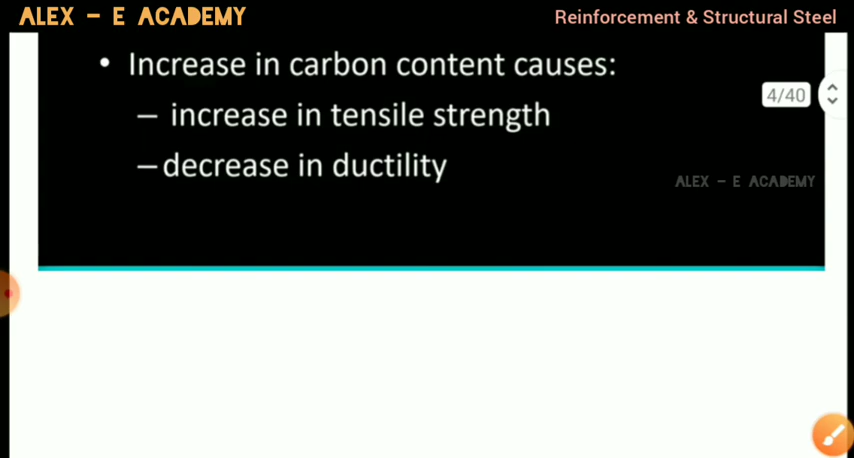 ALEX - E ACADEMY
Reinforcement & Structural Steel
• Increase in carbon content causes:
4/40
– increase in tensile strength
– decrease in ductility
ALEX - E ACADEMY